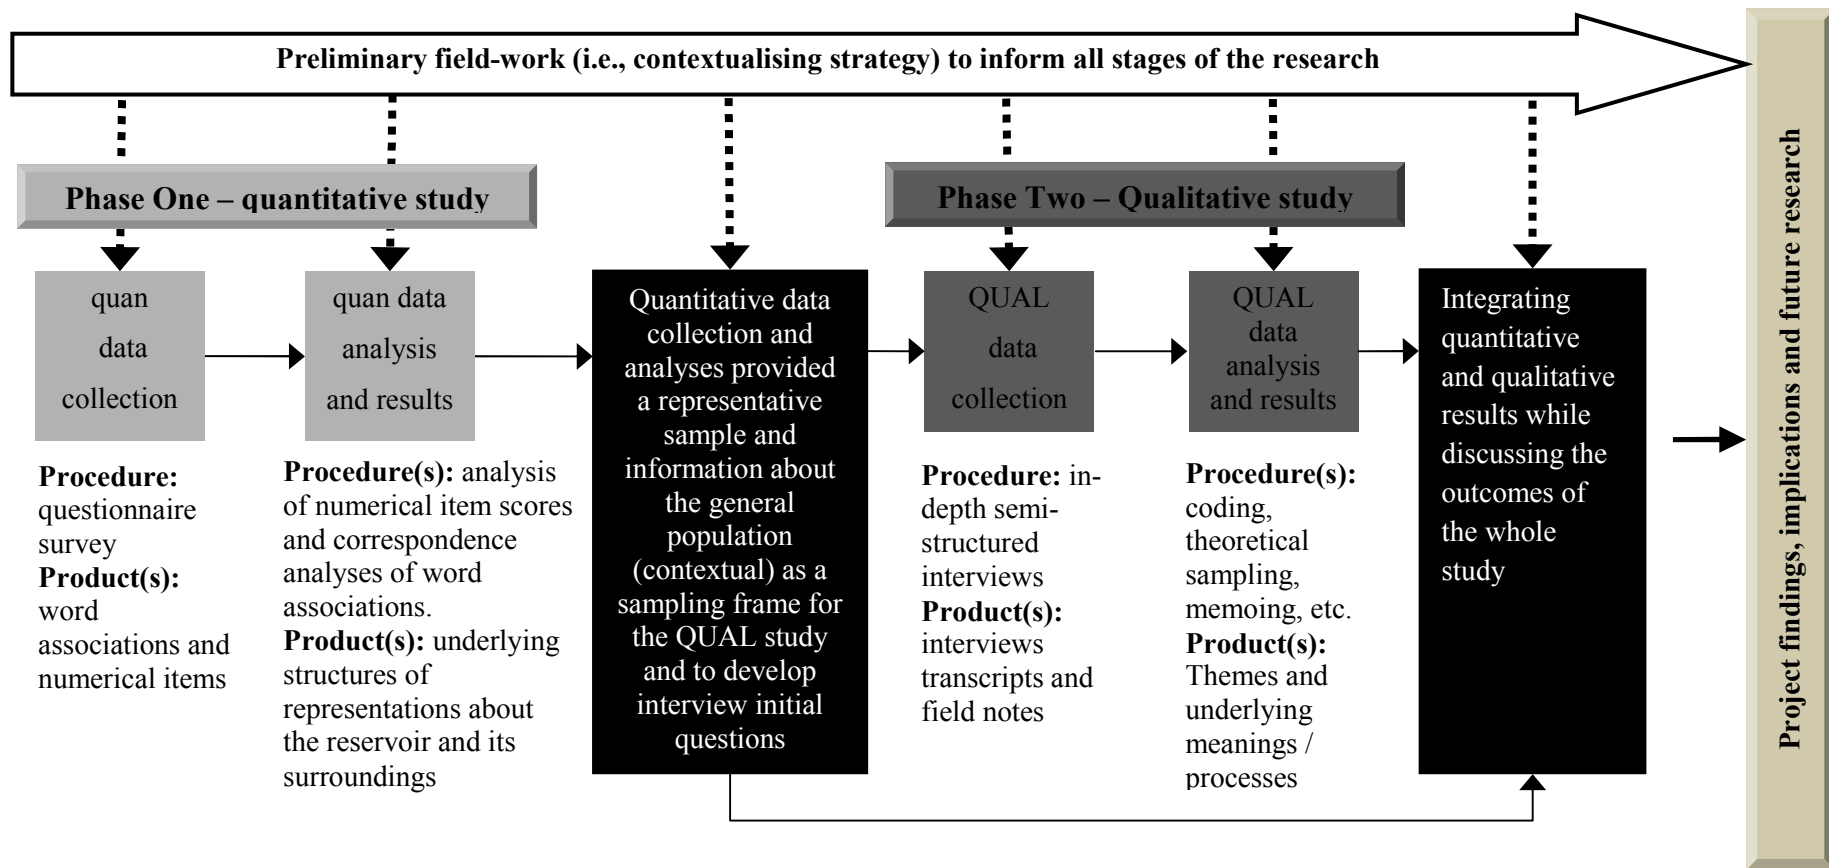 Preliminary field-work (i.e., contextualising strategy) to inform all stages of the research
Phase One – quantitative study
Phase Two – Qualitative study
quan
data
collection
quan data
analysis
and results
Quantitative data
collection and
analyses provided
a representative
sample and
information about
the general
population
(contextual) as a
sampling frame for
the QUAL study
and to develop
interview initial
questions
QUAL
data
collection
QUAL
data
analysis
and results
Integrating
quantitative
and qualitative
results while
discussing the
outcomes of
the whole
study
Procedure:
questionnaire
survey
Product(s):
word
associations and
numerical items
Procedure(s): analysis
of numerical item scores
and correspondence
analyses of word
associations.
Product(s): underlying
structures of
representations about
the reservoir and its
surroundings
Procedure: in-
depth semi-
structured
interviews
Product(s):
interviews
transcripts and
field notes
Procedure(s):
coding,
theoretical
sampling,
memoing, etc.
Product(s):
Themes and
underlying
meanings /
processes
Project findings, implications and future research